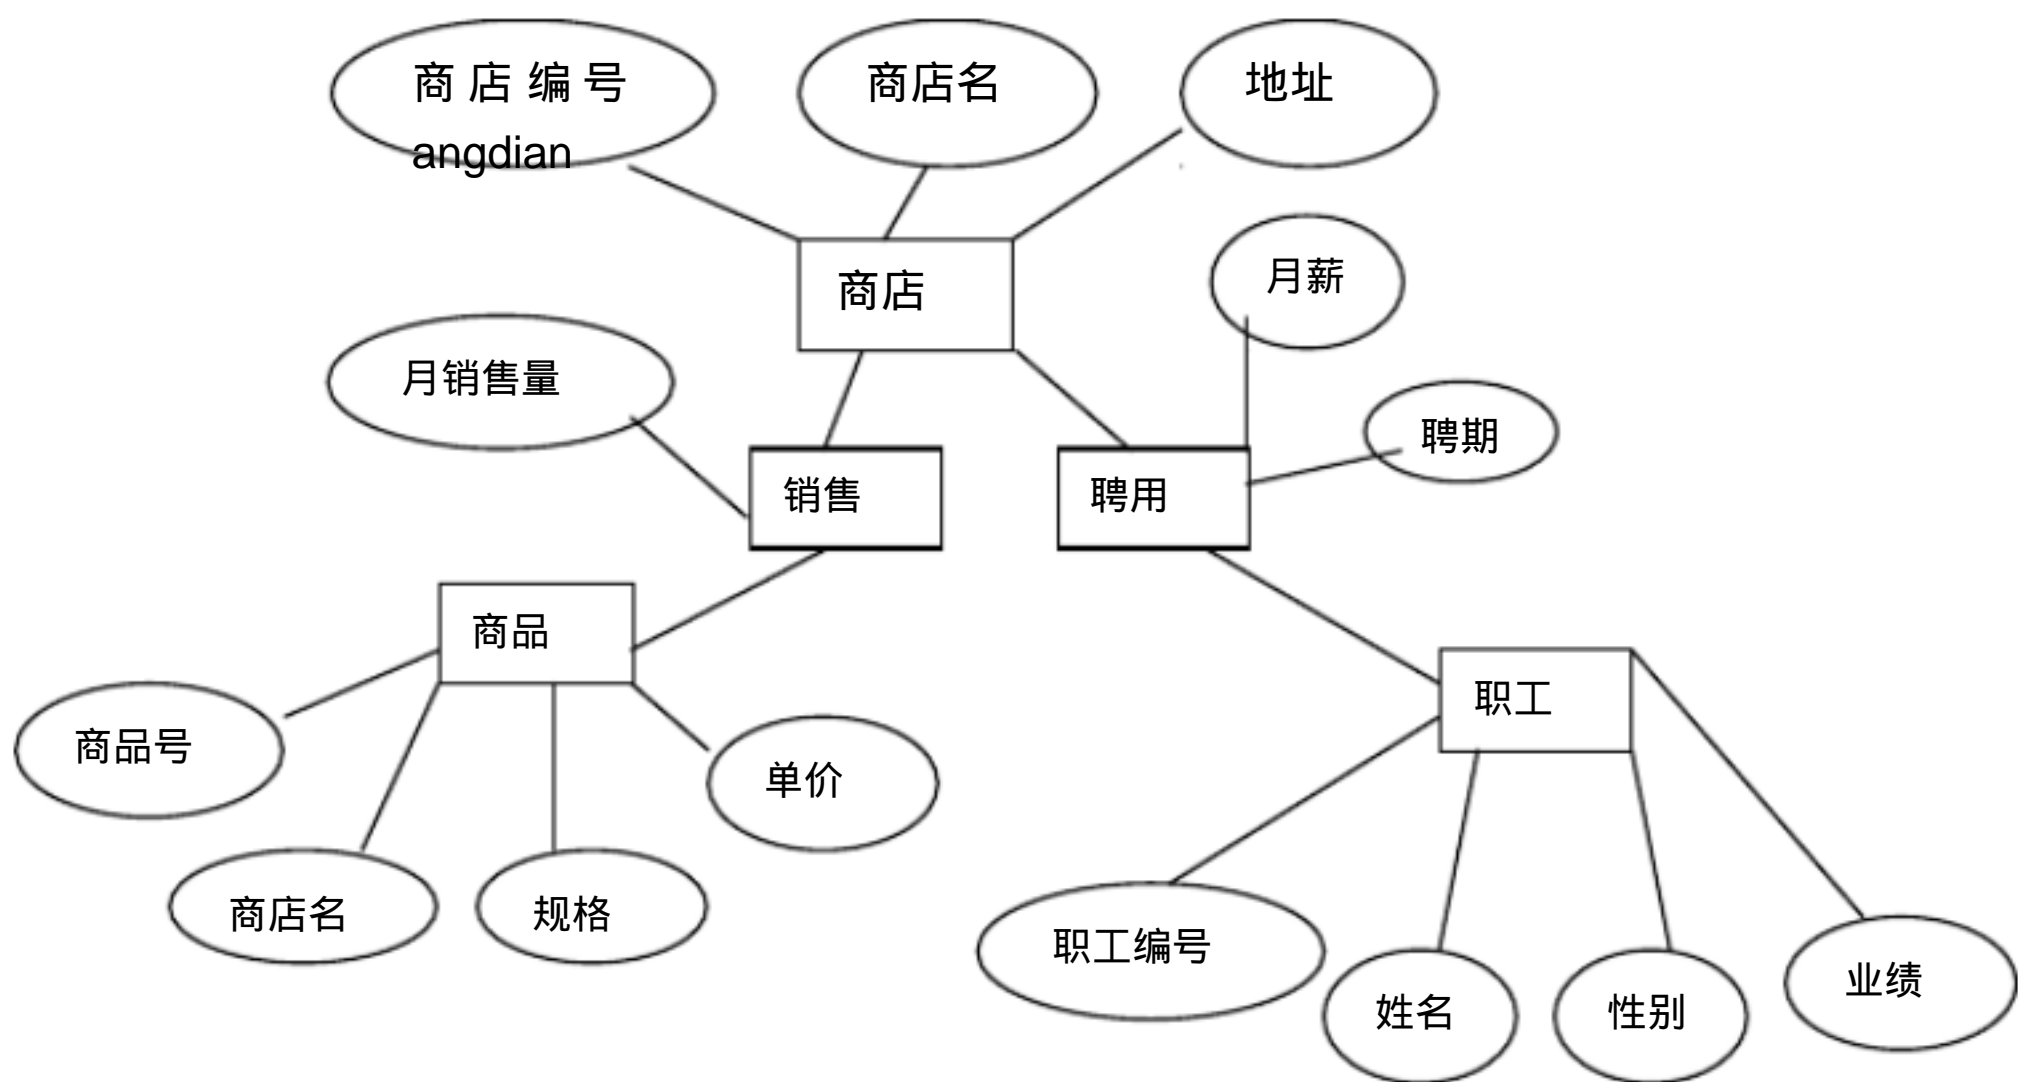 商 店 编 号
angdian
商店名
地址
商店
月薪
月销售量
聘期
销售
聘用
商品
职工
商品号
单价
商店名
规格
职工编号
姓名
性别
业绩